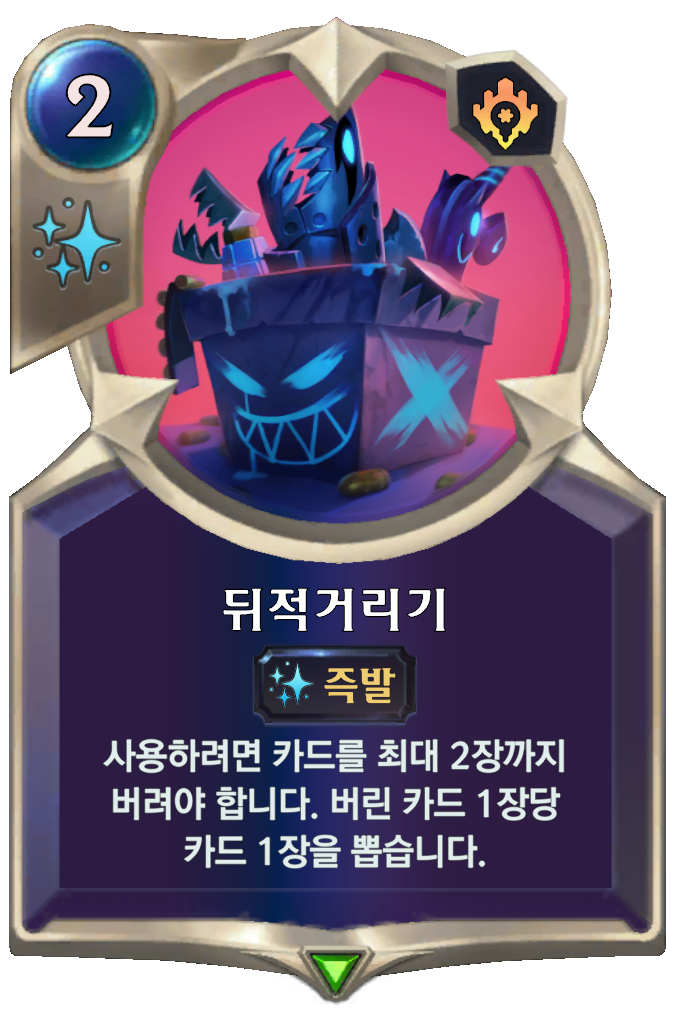 2
뒤적거리기
즉발
사용하려면 카드를 최대 2장까지
버려야 합니다. 버린 카드 1장당
카드 1장을 뽑습니다.